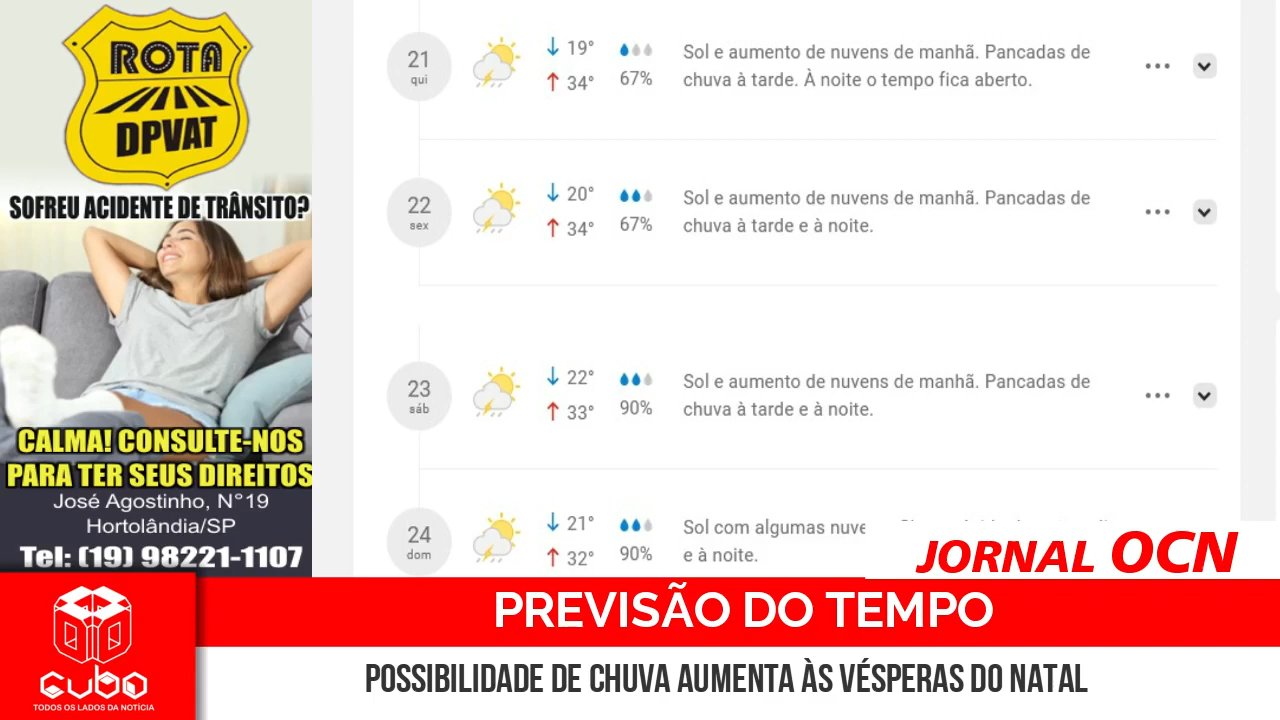 ROTA
DPVAT
SOFREU ACIDENTE DE TRÂNSITO?
CALMA! CONSULTE-NOS
PARA TER SEUS DIREITOS
José Agostinho, N°19
Hortolândia/SP
Tel: (19) 98221-1107
21
qui
19°
34°
67%
Sol e aumento de nuvens de manhã. Pancadas de
chuva à tarde. À noite o tempo fica aberto.
22
sex
20°
34°
67%
Sol e aumento de nuvens de manhã. Pancadas de
chuva à tarde e à noite.
23
sáb
22°
33°
90%
Sol e aumento de nuvens de manhã. Pancadas de
chuva à tarde e à noite.
24
dom
21°
32°
90%
Sol com algumas
e à noite.
JORNAL OCN
PREVISÃO DO TEMPO
POSSIBILIDADE DE CHUVA AUMENTA ÀS VÉSPERAS DO NATAL
Cubo
TODOS OS LADOS DA NOTÍCIA